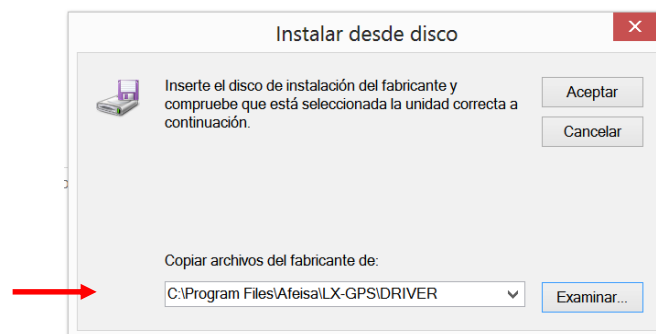 Instalar desde disco
Inserte el disco de instalación del fabricante y
compruebe que está seleccionada la unidad correcta a
continuación.
Aceptar
Cancelar
Copiar archivos del fabricante de:
C:\Program Files\Afeisa\LX-GPS\DRIVER
Examinar...